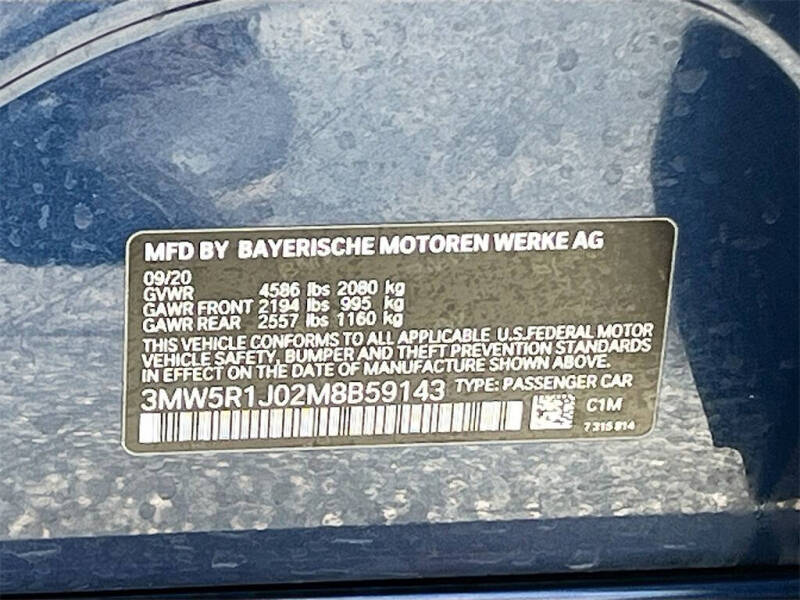 MFD BY BAYERISCHE MOTOREN WERKE AG
09/20
GVWR 4586 lbs 2080 kg
GAWR FRONT 2194 lbs 995 kg
GAWR REAR 2557 lbs 1160 kg
THIS VEHICLE CONFORMS TO ALL APPLICABLE U.S.FEDERAL MOTOR
VEHICLE SAFETY, BUMPER AND THEFT PREVENTION STANDARDS
IN EFFECT ON THE DATE OF MANUFACTURE SHOWN ABOVE.
3MW5R1J02M8B59143 TYPE: PASSENGER CAR
C1M
7 315 814